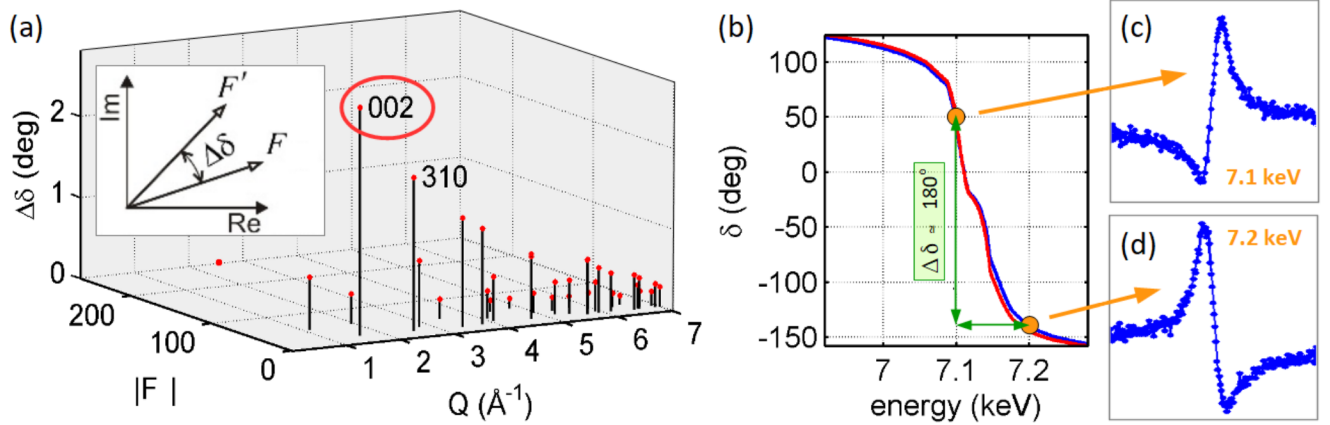 (a)
Δδ (deg)
2
1
0
Im
F′
Δδ
F
Re
002
310
200
100
0
|F |
1
2
3
4
5
6
7
Q (Å⁻¹)
(b)
δ (deg)
100
50
0
-50
-100
-150
Δ δ ≈ 180°
7
7.1
7.2
energy (keV)
(c)
7.1 keV
(d)
7.2 keV